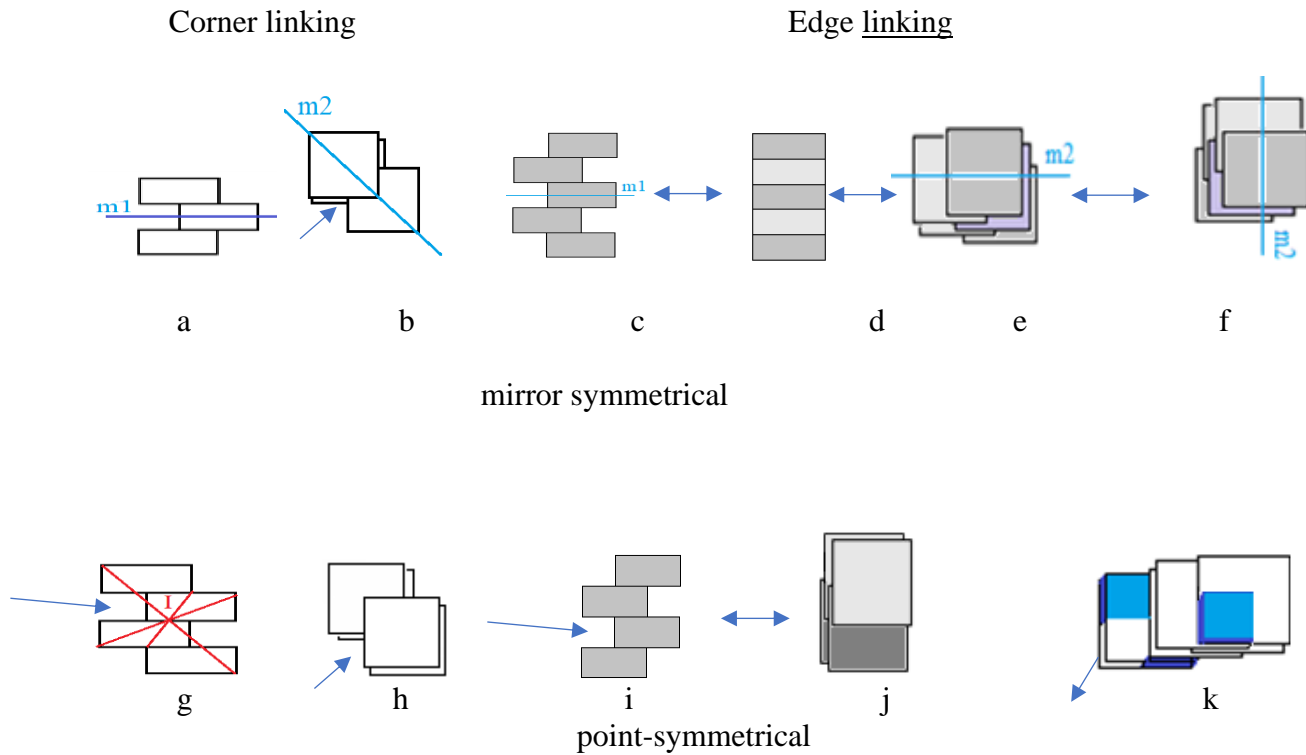 Corner linking Edge linking
m2
m1
m1
m2
m2
a b c d e f
mirror symmetrical
I
g h i j k
point-symmetrical